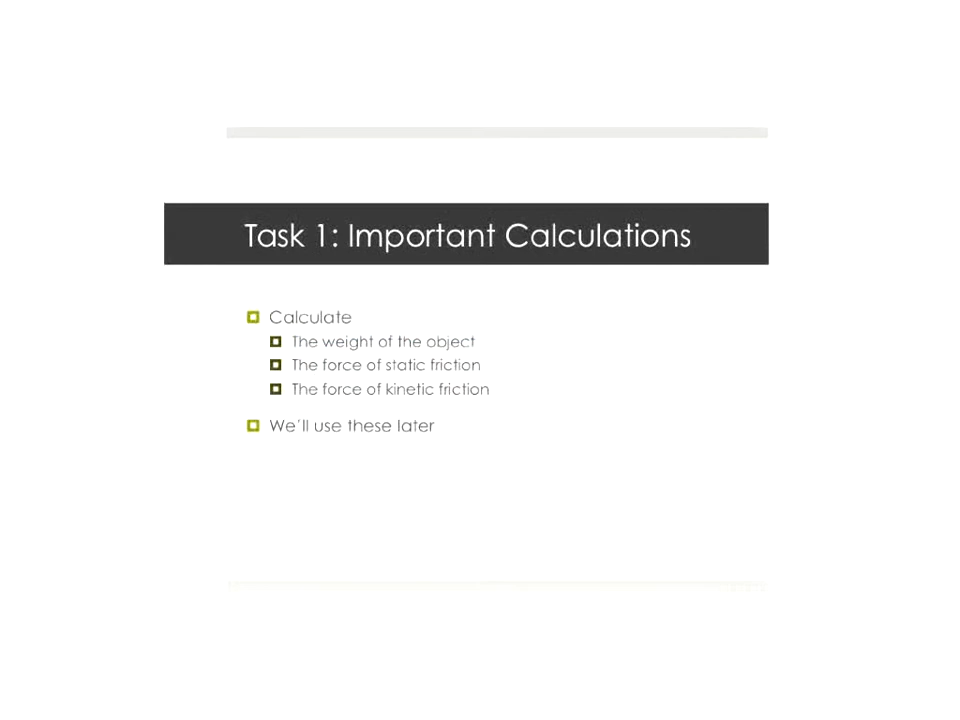 Task 1: Important Calculations
Calculate
The weight of the object
The force of static friction
The force of kinetic friction
We´ll use these later